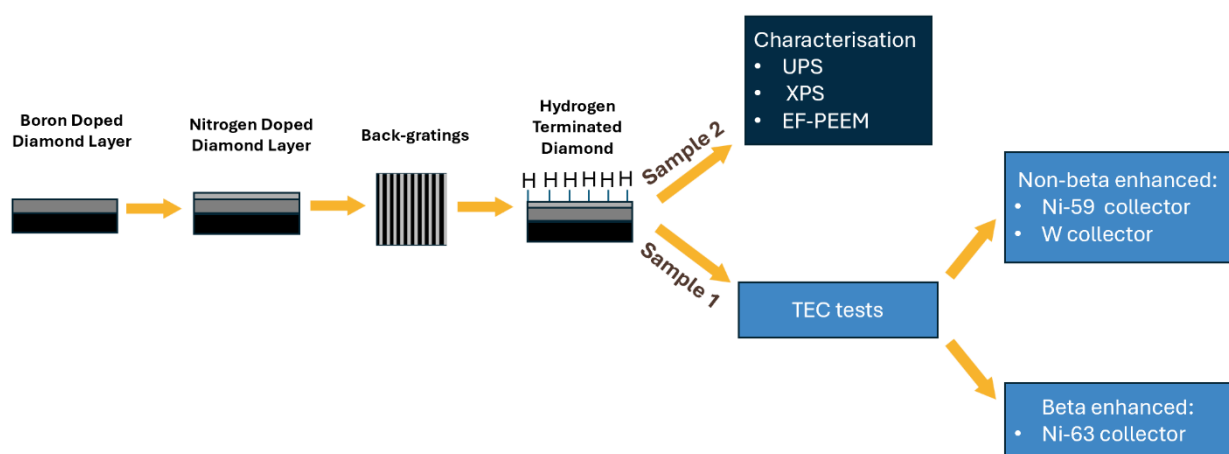 Boron Doped
Diamond Layer
Nitrogen Doped
Diamond Layer
Back-gratings
Hydrogen
Terminated
Diamond
H H H H H H
Sample 2
Sample 1
Characterisation
• UPS
• XPS
• EF-PEEM
TEC tests
Non-beta enhanced:
• Ni-59 collector
• W collector
Beta enhanced:
• Ni-63 collector